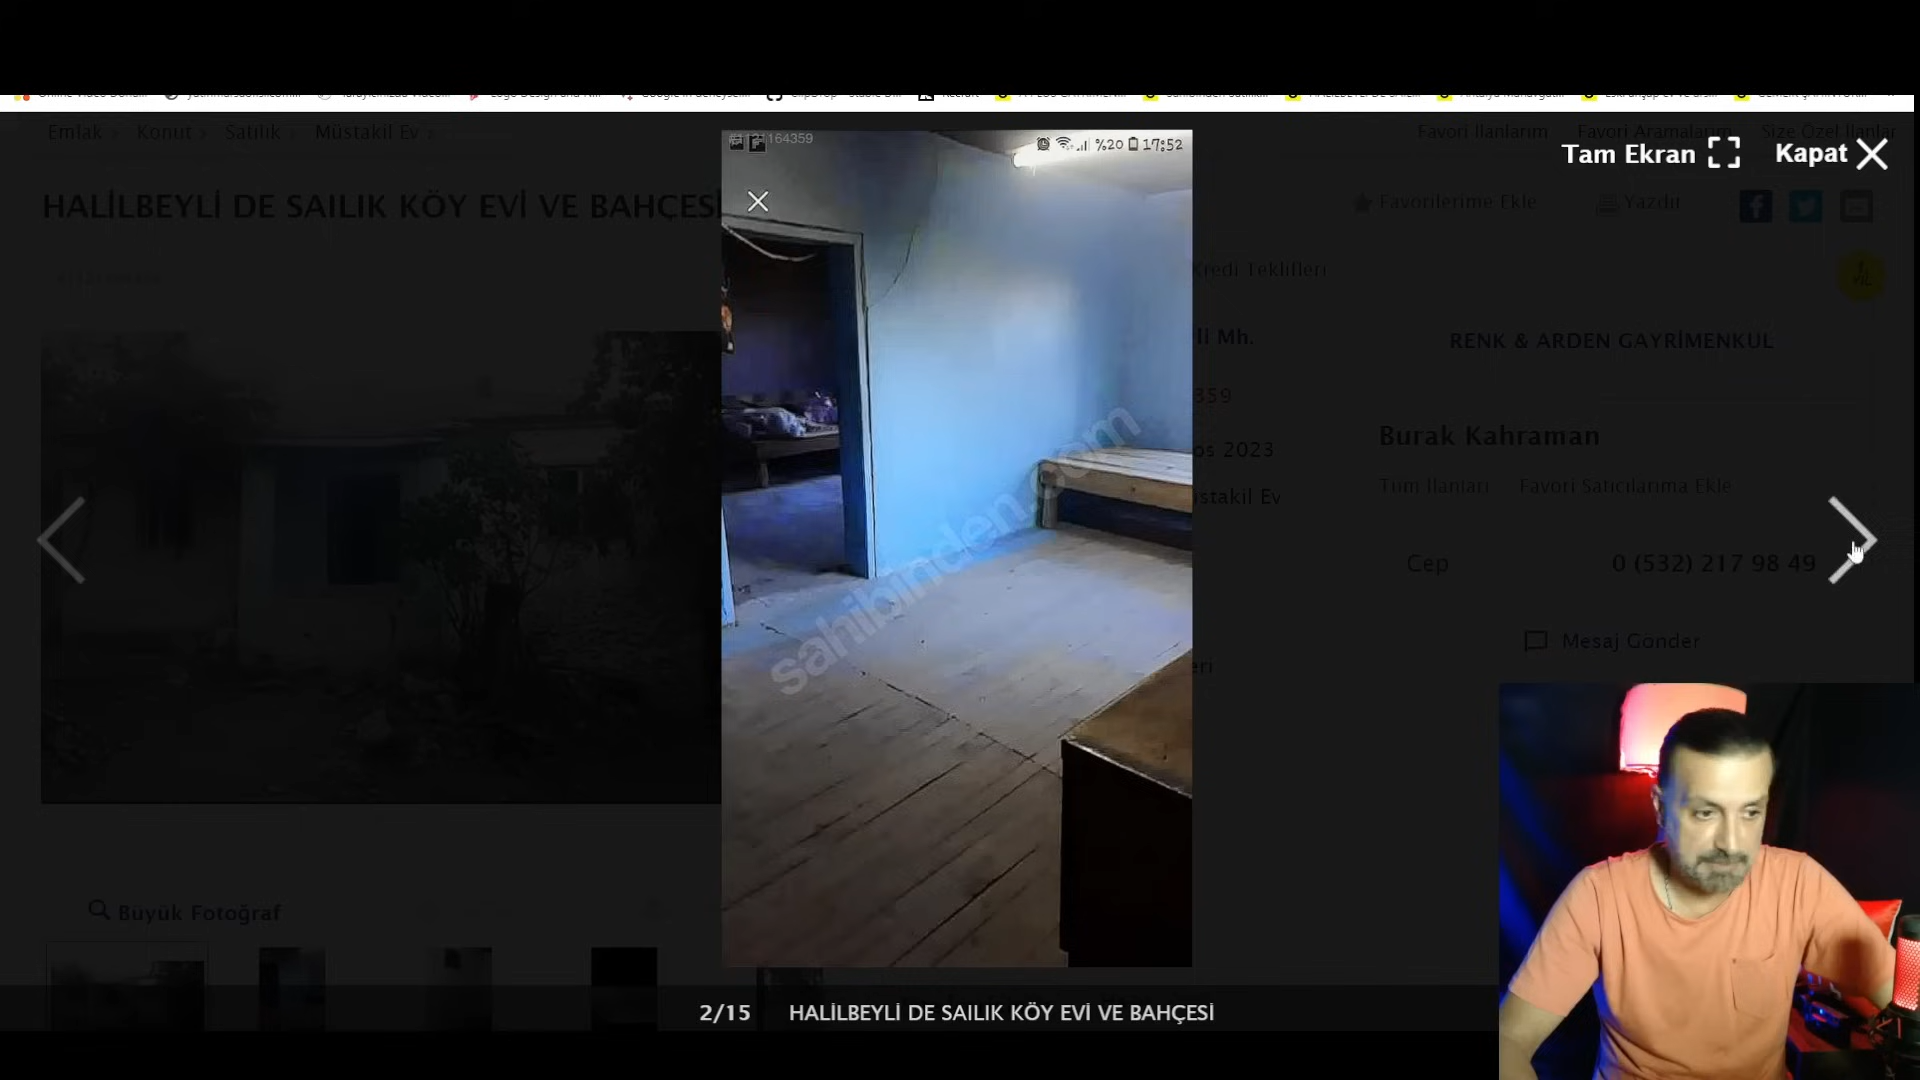 Emlak > Konut > Satılık > Müstakil Ev >
Favori İlanlarım Favori Aramalarım Size Özel İlanlar
#1121164359
%20 17:52
Tam Ekran
Kapat
HALİLBEYLİ DE SAILIK KÖY EVİ VE BAHÇESİ
Favorilerime Ekle
Yazdır
Kredi Teklifleri
li Mh.
RENK & ARDEN GAYRİMENKUL
359
Burak Kahraman
os 2023
Tüm İlanları Favori Satıcılarıma Ekle
stakil Ev
Cep 0 (532) 217 98 49
Mesaj Gönder
eri
sahibinden.com
Büyük Fotoğraf
2/15 HALİLBEYLİ DE SAILIK KÖY EVİ VE BAHÇESİ